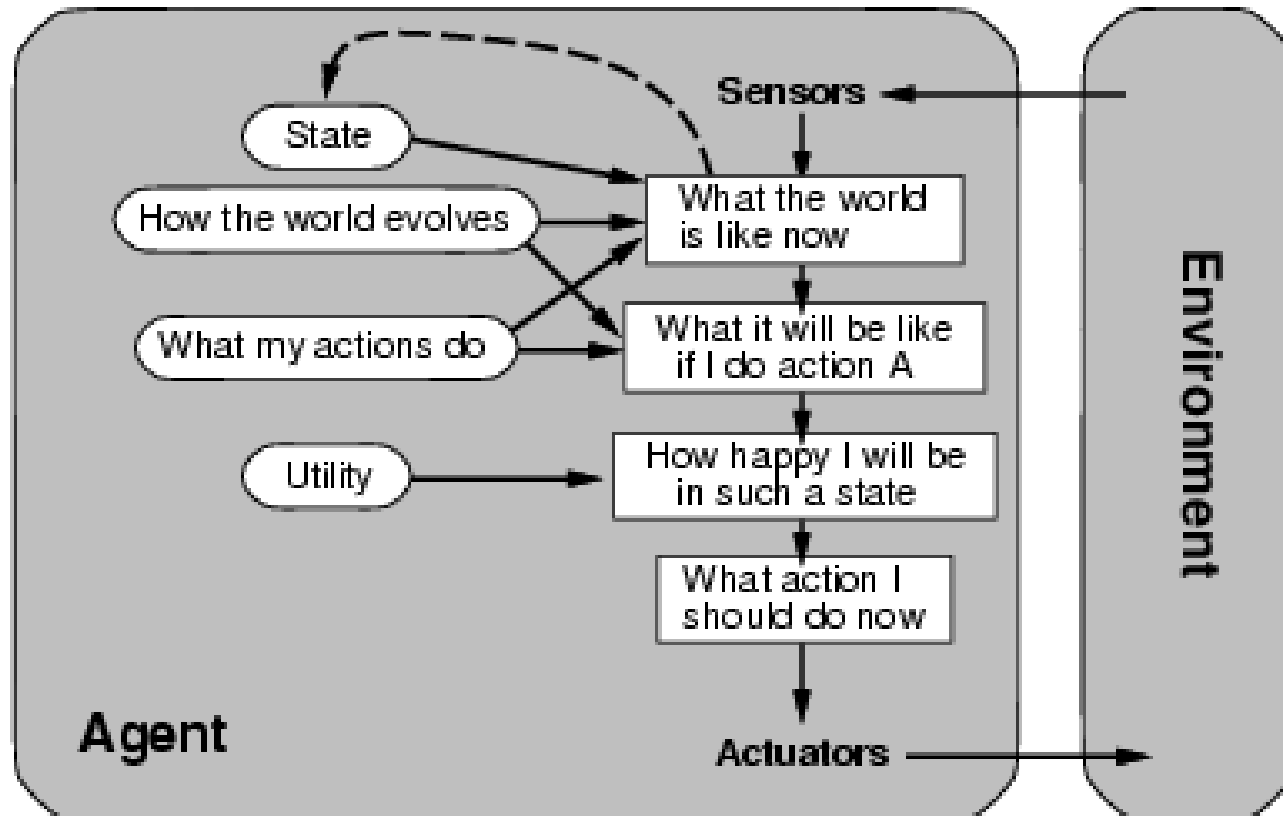 Sensors
State
What the world
is like now
How the world evolves
What my actions do
What it will be like
if I do action A
Utility
How happy I will be
in such a state
What action I
should do now
Agent
Actuators
Environment